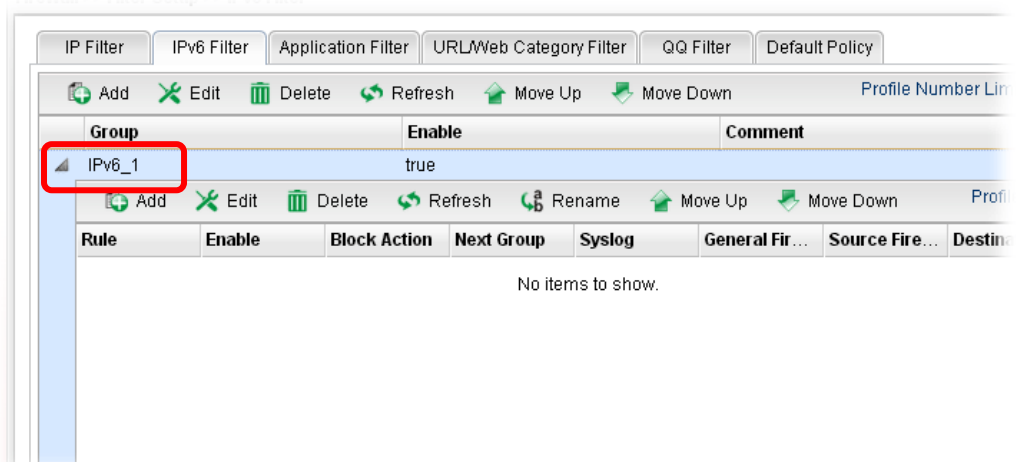 IP Filter IPv6 Filter Application Filter URL/Web Category Filter QQ Filter Default Policy
Add Edit Delete Refresh Move Up Move Down Profile Number Lim
Group Enable Comment
IPv6_1 true
Add Edit Delete Refresh Rename Move Up Move Down Profi
Rule Enable Block Action Next Group Syslog General Fir... Source Fire... Destina
No items to show.